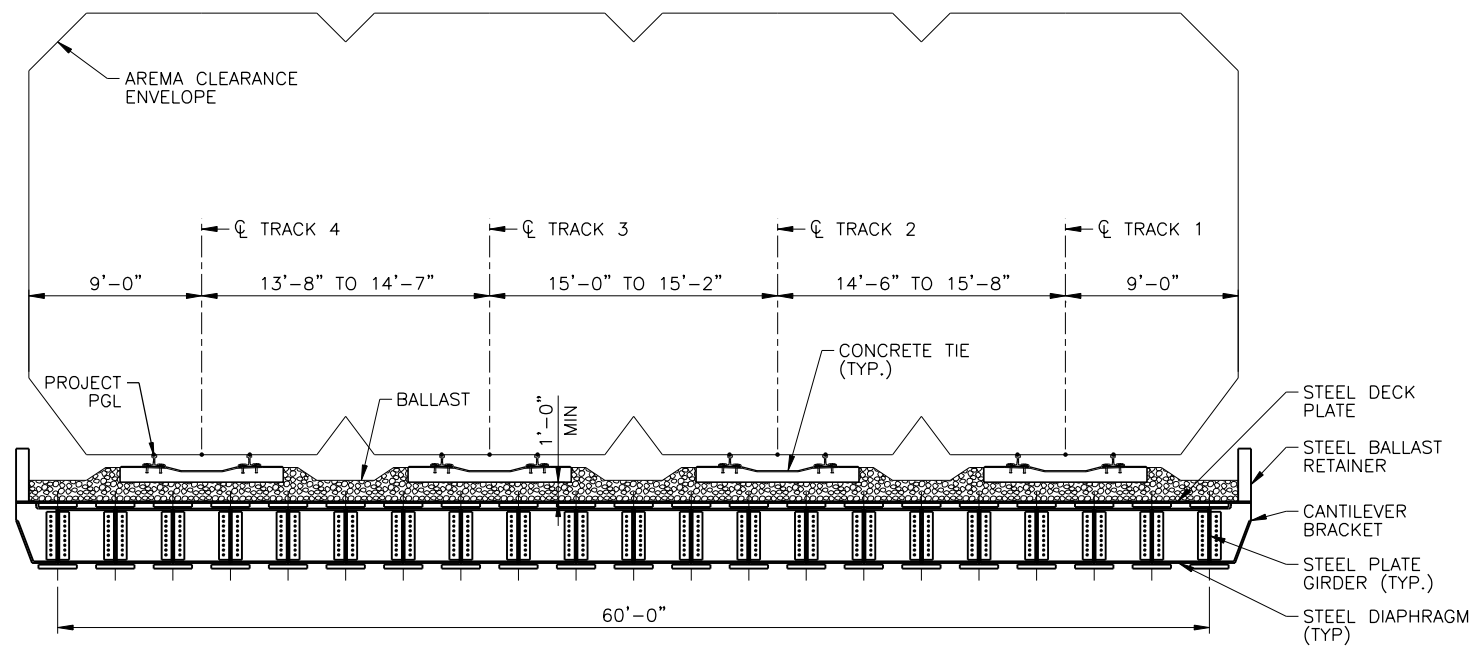 AREMA CLEARANCE
ENVELOPE
℄ TRACK 4
℄ TRACK 3
℄ TRACK 2
℄ TRACK 1
9'-0"
13'-8" TO 14'-7"
15'-0" TO 15'-2"
14'-6" TO 15'-8"
9'-0"
CONCRETE TIE
(TYP.)
PROJECT
PGL
BALLAST
1'-0"
MIN
STEEL DECK
PLATE
STEEL BALLAST
RETAINER
CANTILEVER
BRACKET
STEEL PLATE
GIRDER (TYP.)
60'-0"
STEEL DIAPHRAGM
(TYP)